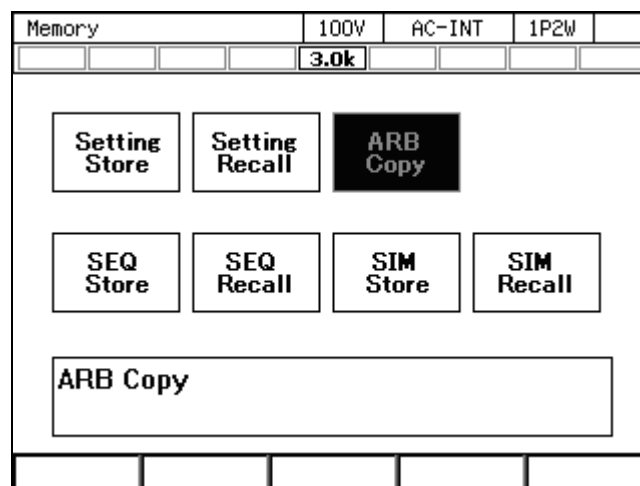 Memory 100V AC-INT 1P2W
3.0k
Setting Setting ARB
Store Recall Copy
SEQ SEQ SIM SIM
Store Recall Store Recall
ARB Copy